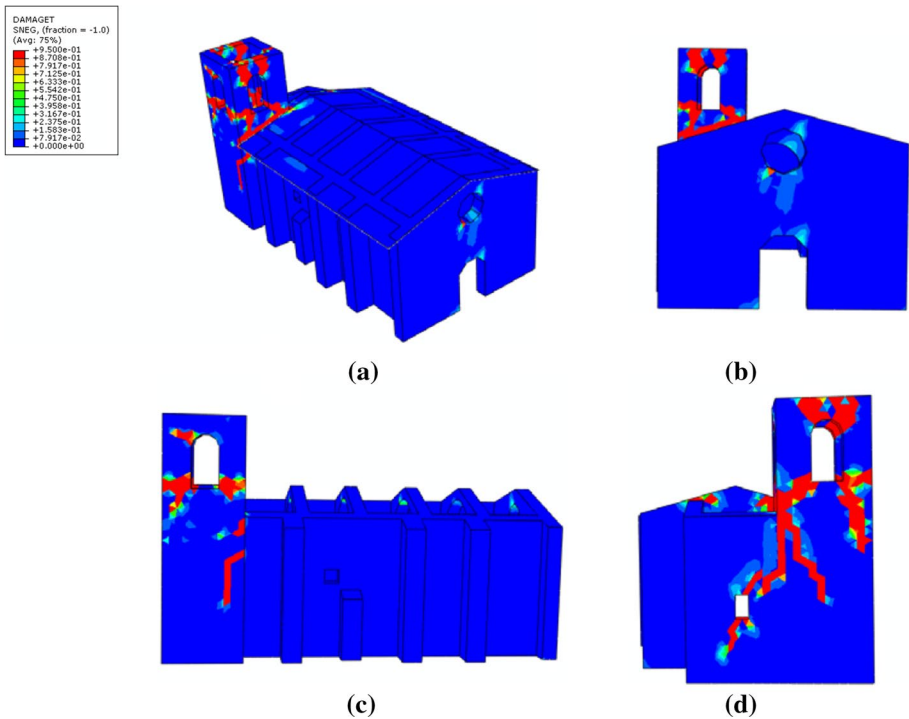 DAMAGET
SNEG, (fraction = -1.0)
(Avg: 75%)
+9.500e-01
+8.708e-01
+7.917e-01
+7.125e-01
+6.333e-01
+5.542e-01
+4.750e-01
+3.958e-01
+3.167e-01
+2.375e-01
+1.583e-01
+7.917e-02
+0.000e+00
(a)
(b)
(c)
(d)